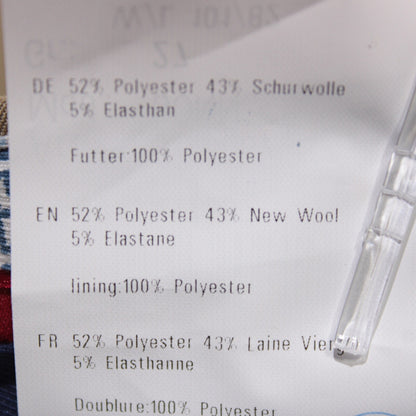 DE 52% Polyester 43% Schurwolle
5% Elasthan
Futter:100% Polyester
EN 52% Polyester 43% New Wool
5% Elastane
lining:100% Polyester
FR 52% Polyester 43% Laine Vierge
5% Elasthanne
Doublure:100% Polyester